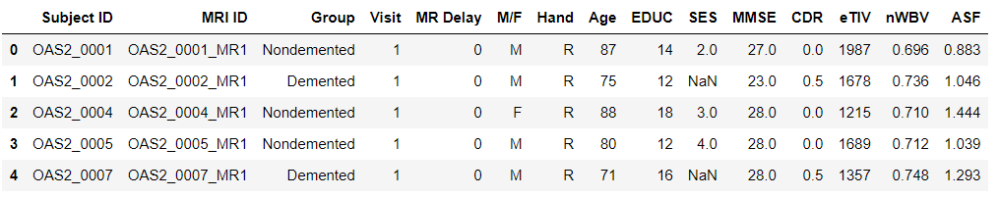 Subject ID MRI ID Group Visit MR Delay M/F Hand Age EDUC SES MMSE CDR eTIV nWBV ASF
0 OAS2_0001 OAS2_0001_MR1 Nondemented 1 0 M R 87 14 2.0 27.0 0.0 1987 0.696 0.883
1 OAS2_0002 OAS2_0002_MR1 Demented 1 0 M R 75 12 NaN 23.0 0.5 1678 0.736 1.046
2 OAS2_0004 OAS2_0004_MR1 Nondemented 1 0 F R 88 18 3.0 28.0 0.0 1215 0.710 1.444
3 OAS2_0005 OAS2_0005_MR1 Nondemented 1 0 M R 80 12 4.0 28.0 0.0 1689 0.712 1.039
4 OAS2_0007 OAS2_0007_MR1 Demented 1 0 M R 71 16 NaN 28.0 0.5 1357 0.748 1.293